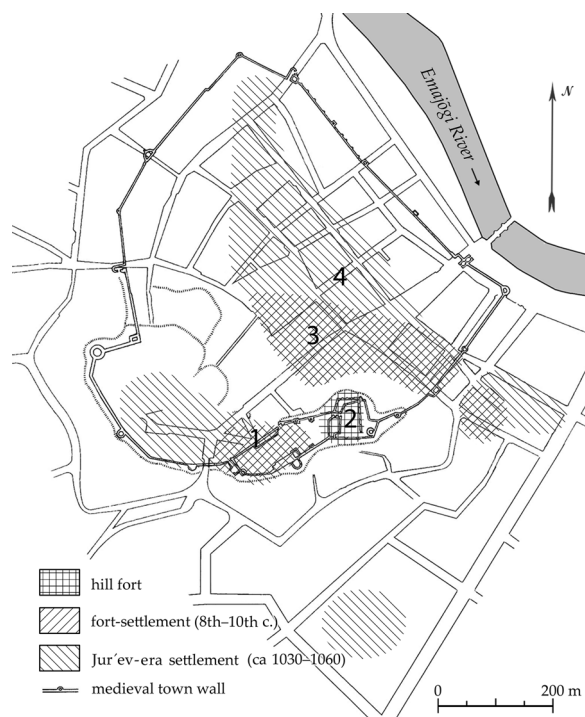 Emajõgi River
N
4
3
2
1
hill fort
fort-settlement (8th–10th c.)
Jur´ev-era settlement (ca 1030–1060)
medieval town wall
0 200 m